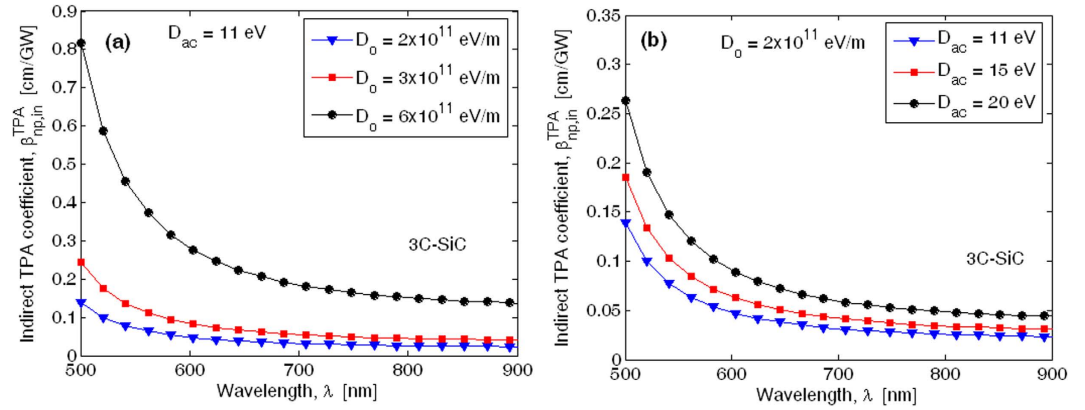 (a)
D_ac = 11 eV
D_o = 2x10^11 eV/m
D_o = 3x10^11 eV/m
D_o = 6x10^11 eV/m
3C-SiC
Indirect TPA coefficient, β_np,in^TPA [cm/GW]
0.9
0.8
0.7
0.6
0.5
0.4
0.3
0.2
0.1
0
500 600 700 800 900
Wavelength, λ [nm]
(b)
D_o = 2x10^11 eV/m
D_ac = 11 eV
D_ac = 15 eV
D_ac = 20 eV
3C-SiC
Indirect TPA coefficient, β_np,in^TPA [cm/GW]
0.35
0.3
0.25
0.2
0.15
0.1
0.05
0
500 600 700 800 900
Wavelength, λ [nm]